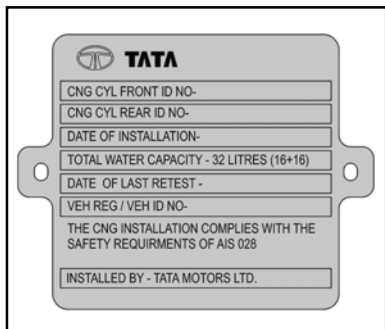 TATA
CNG CYL FRONT ID NO-
CNG CYL REAR ID NO-
DATE OF INSTALLATION-
TOTAL WATER CAPACITY - 32 LITRES (16+16)
DATE OF LAST RETEST -
VEH REG / VEH ID NO-
THE CNG INSTALLATION COMPLIES WITH THE
SAFETY REQUIRMENTS OF AIS 028
INSTALLED BY - TATA MOTORS LTD.